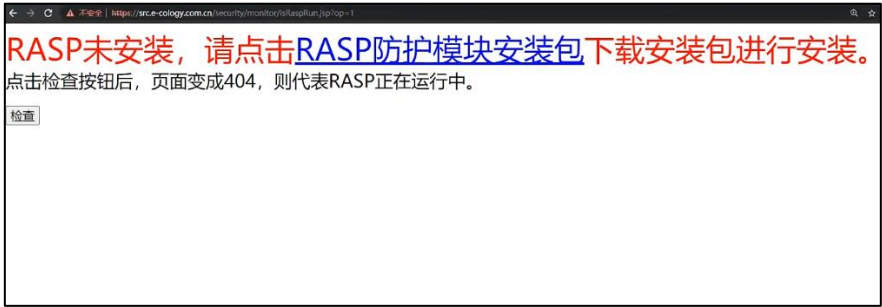 不安全 | https://src.e-cology.com.cn/security/monitor/isRaspRun.jsp?op=1
RASP未安装，请点击RASP防护模块安装包下载安装包进行安装。
点击检查按钮后，页面变成404，则代表RASP正在运行中。
检查